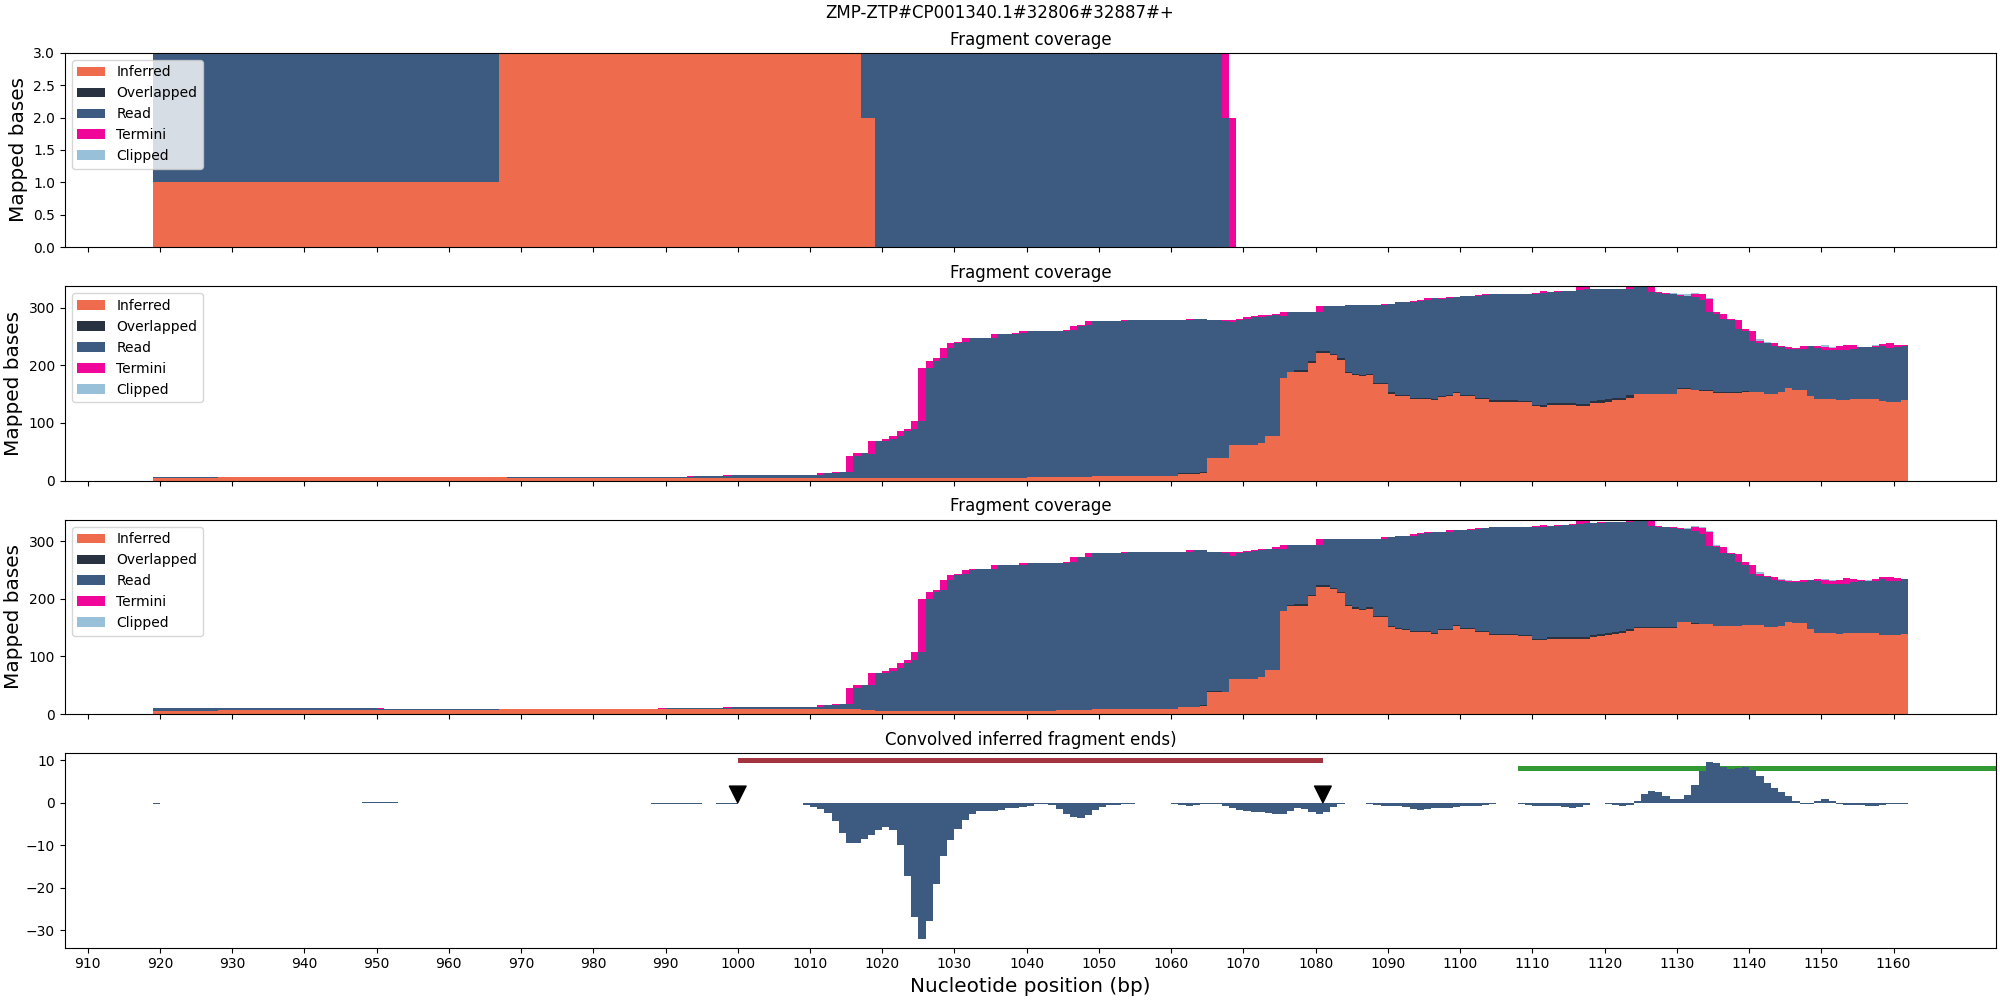 ZMP-ZTP#CP001340.1#32806#32887#+
Fragment coverage
Mapped bases
3.0
2.5
2.0
1.5
1.0
0.5
0.0
Inferred
Overlapped
Read
Termini
Clipped
Fragment coverage
Mapped bases
300
200
100
0
Inferred
Overlapped
Read
Termini
Clipped
Fragment coverage
Mapped bases
300
200
100
0
Inferred
Overlapped
Read
Termini
Clipped
Convolved inferred fragment ends)
10
0
−10
−20
−30
910 920 930 940 950 960 970 980 990 1000 1010 1020 1030 1040 1050 1060 1070 1080 1090 1100 1110 1120 1130 1140 1150 1160
Nucleotide position (bp)